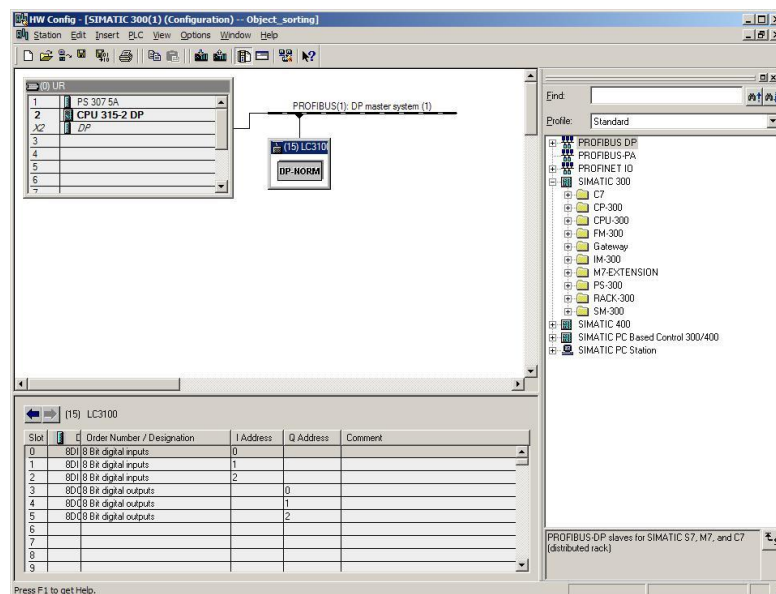 HW Config - [SIMATIC 300(1) (Configuration) -- Object_sorting]
Station Edit Insert PLC View Options Window Help
(0) UR
1 PS 307 5A
2 CPU 315-2 DP
X2 DP
3
4
5
6
7
PROFIBUS(1): DP master system (1)
(15) LC310
DP-NORM
Find:
Profile: Standard
PROFIBUS DP
PROFIBUS-PA
PROFINET IO
SIMATIC 300
C7
CP-300
CPU-300
FM-300
Gateway
IM-300
M7-EXTENSION
PS-300
RACK-300
SM-300
SIMATIC 400
SIMATIC PC Based Control 300/400
SIMATIC PC Station
(15) LC3100
Slot D Order Number / Designation I Address Q Address Comment
0 8DI 8 Bit digital inputs 0
1 8DI 8 Bit digital inputs 1
2 8DI 8 Bit digital inputs 2
3 8DO 8 Bit digital outputs 0
4 8DO 8 Bit digital outputs 1
5 8DO 8 Bit digital outputs 2
6
7
8
9
PROFIBUS-DP slaves for SIMATIC S7, M7, and C7
(distributed rack)
Press F1 to get Help.